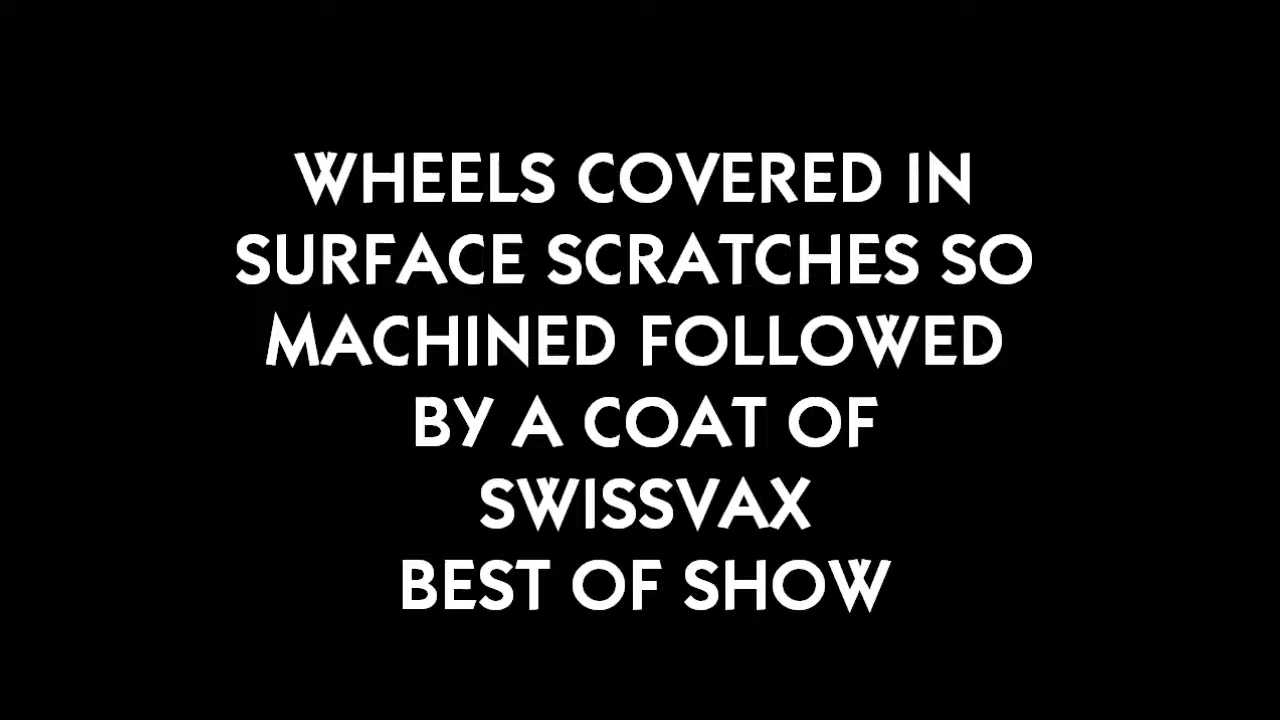 WHEELS COVERED IN
SURFACE SCRATCHES SO
MACHINED FOLLOWED
BY A COAT OF
SWISSVAX
BEST OF SHOW